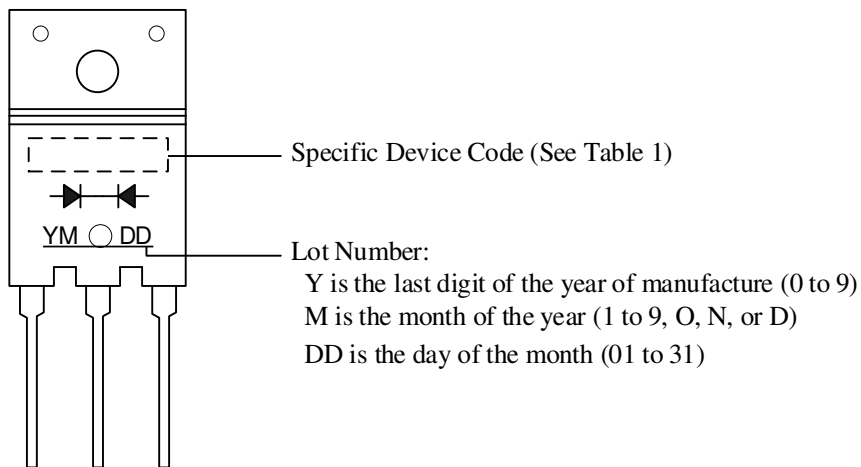 Specific Device Code (See Table 1)
YM DD
Lot Number:
Y is the last digit of the year of manufacture (0 to 9)
M is the month of the year (1 to 9, O, N, or D)
DD is the day of the month (01 to 31)